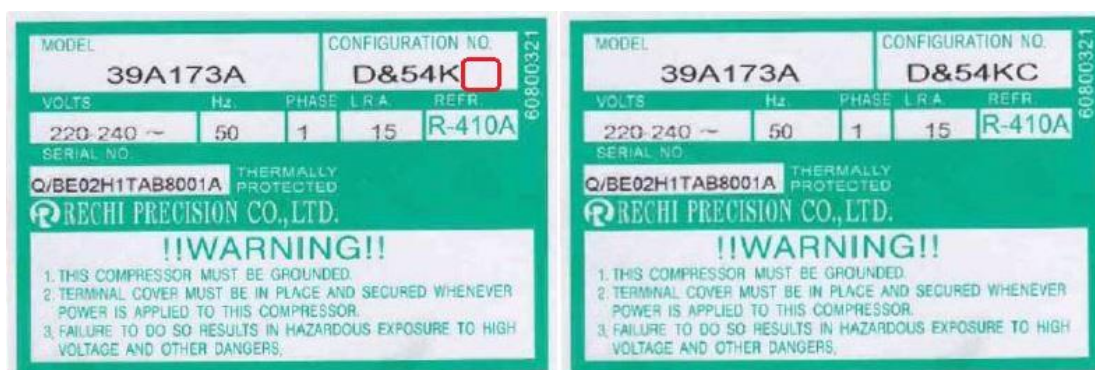 MODEL
CONFIGURATION NO.
39A173A
D&54K
VOLTS Hz. PHASE L.R.A. REFR.
220-240 ~ 50 1 15 R-410A
SERIAL NO.
Q/BE02H1TAB8001A
THERMALLY
PROTECTED
60800321
R RECHI PRECISION CO.,LTD.
!!WARNING!!
1. THIS COMPRESSOR MUST BE GROUNDED.
2. TERMINAL COVER MUST BE IN PLACE AND SECURED WHENEVER
POWER IS APPLIED TO THIS COMPRESSOR.
3. FAILURE TO DO SO RESULTS IN HAZARDOUS EXPOSURE TO HIGH
VOLTAGE AND OTHER DANGERS,
MODEL
CONFIGURATION NO.
39A173A
D&54KC
VOLTS Hz. PHASE L.R.A. REFR.
220-240 ~ 50 1 15 R-410A
SERIAL NO.
Q/BE02H1TAB8001A
THERMALLY
PROTECTED
60800321
R RECHI PRECISION CO.,LTD.
!!WARNING!!
1. THIS COMPRESSOR MUST BE GROUNDED.
2. TERMINAL COVER MUST BE IN PLACE AND SECURED WHENEVER
POWER IS APPLIED TO THIS COMPRESSOR.
3. FAILURE TO DO SO RESULTS IN HAZARDOUS EXPOSURE TO HIGH
VOLTAGE AND OTHER DANGERS,